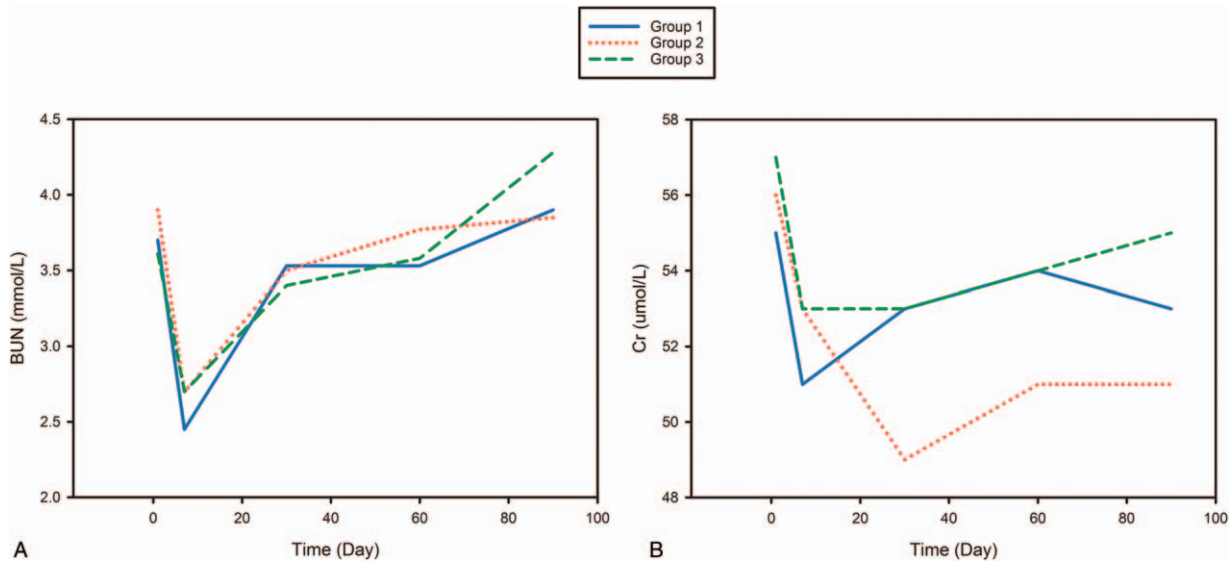 Group 1
Group 2
Group 3
4.5
4.0
3.5
3.0
2.5
2.0
BUN (mmol/L)
0 20 40 60 80 100
Time (Day)
A
58
56
54
52
50
48
Cr (umol/L)
0 20 40 60 80 100
Time (Day)
B